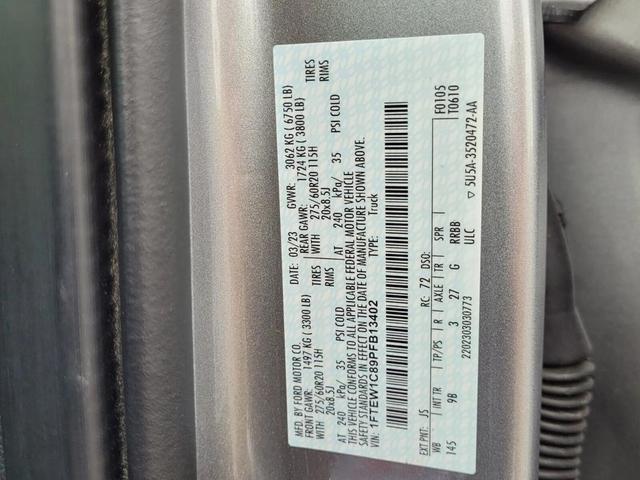 MFD. BY FORD MOTOR CO.
DATE: 03/23 GVWR: 3062 KG ( 6750 LB)
FRONT GAWR: 1497 KG ( 3300 LB) REAR GAWR: 1724 KG ( 3800 LB)
WITH 275/60R20 115H TIRES WITH 275/60R20 115H TIRES
20x8.5J RIMS 20x8.5J RIMS
AT 240 kPa/ 35 PSI COLD AT 240 kPa/ 35 PSI COLD
THIS VEHICLE CONFORMS TO ALL APPLICABLE FEDERAL MOTOR VEHICLE
SAFETY STANDARDS IN EFFECT ON THE DATE OF MANUFACTURE SHOWN ABOVE.
VIN: 1FTEW1C89PFB13402
TYPE: Truck
F0105
T0610
EXT PNT: JS RC: 72 DSO:
WB INT TR TP/PS R AXLE TR SPR
145 9B 3 27 G RRBB
2202303030773 ULC
▽ 5U5A-3520472-AA